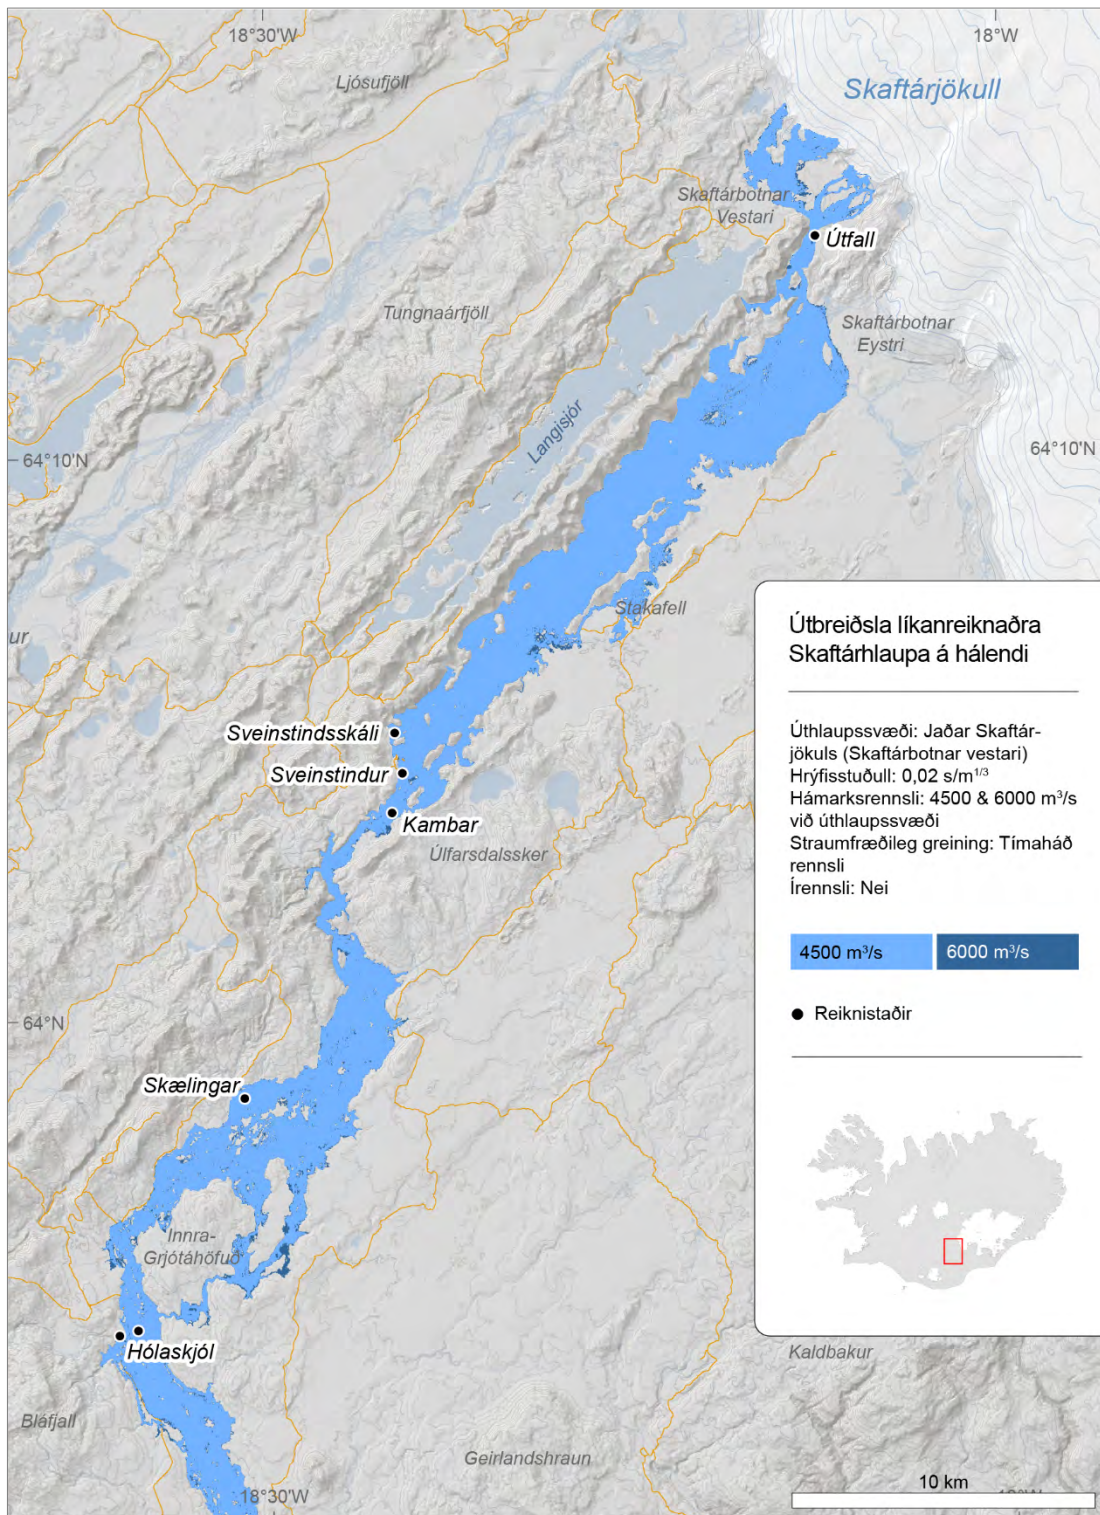 18°30'W
18°W
Ljósufjöll
Skaftárjökull
Skaftárbotnar
Vestari
Útfall
Tungnaárfjöll
Skaftárbotnar
Eystri
Langisjór
64°10'N
64°10'N
Stakafell
ur
Sveinstindsskáli
Sveinstindur
Kambar
Úlfarsdalssker
64°N
Skælingar
Innra-
Grjótáhöfuð
Hólaskjól
Bláfjall
Geirlandshraun
Kaldbakur
18°30'W
Útbreiðsla líkanreiknaðra
Skaftárhlaupa á hálendi
Úthlaupssvæði: Jaðar Skaftár-
jökuls (Skaftárbotnar vestari)
Hrýfisstuðull: 0,02 s/m¹ᐟ³
Hámarksrennsli: 4500 & 6000 m³/s
við úthlaupssvæði
Straumfræðileg greining: Tímaháð
rennsli
Írennsli: Nei
4500 m³/s
6000 m³/s
Reiknistaðir
10 km